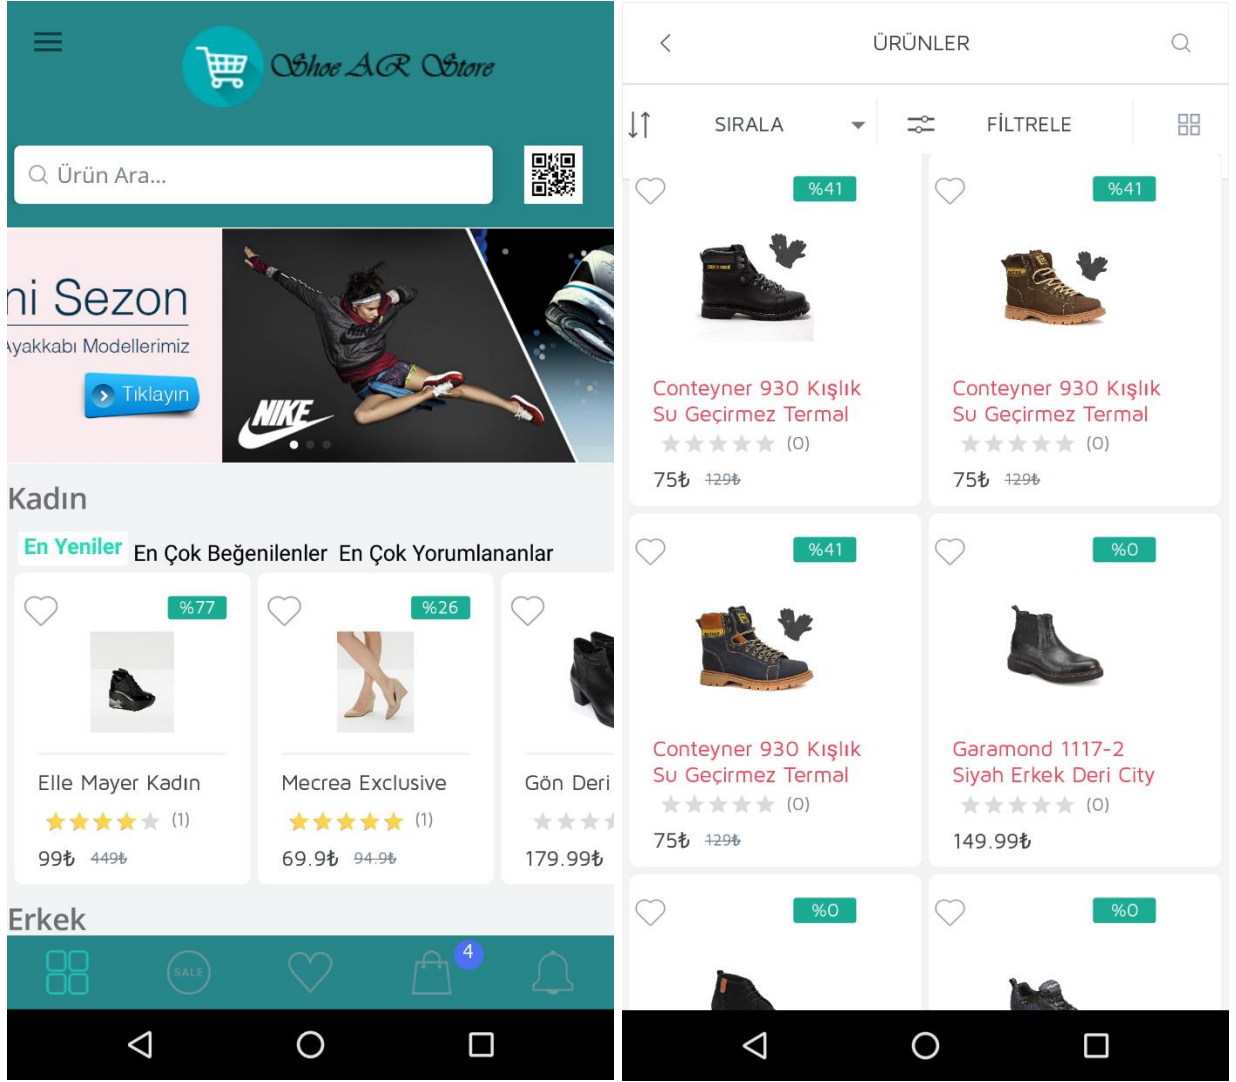 Shoe AR Store
Ürün Ara...
ni Sezon
Ayakkabı Modellerimiz
Tıklayın
NIKE
Kadın
En Yeniler En Çok Beğenilenler En Çok Yorumlananlar
%77
%26
Elle Mayer Kadın
(1)
99₺ 449₺
Mecrea Exclusive
(1)
69.9₺ 94.9₺
Gön Deri
179.99₺
Erkek
SALE
4
ÜRÜNLER
SIRALA
FİLTRELE
%41
%41
Conteyner 930 Kışlık
Su Geçirmez Termal
(0)
75₺ 129₺
Conteyner 930 Kışlık
Su Geçirmez Termal
(0)
75₺ 129₺
%41
%0
Conteyner 930 Kışlık
Su Geçirmez Termal
(0)
75₺ 129₺
Garamond 1117-2
Siyah Erkek Deri City
(0)
149.99₺
%0
%0